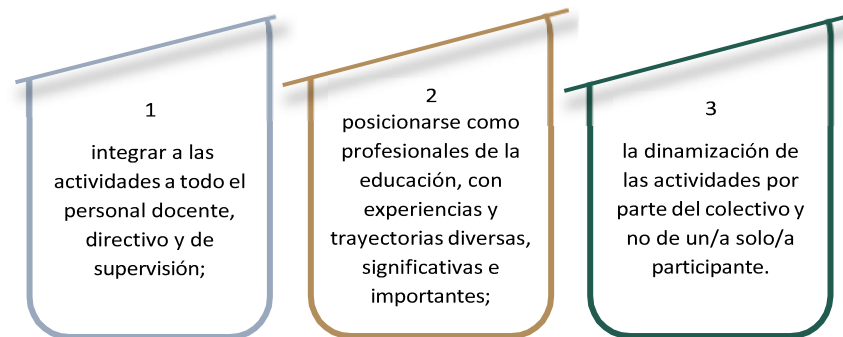 1
integrar a las
actividades a todo el
personal docente,
directivo y de
supervisión;
2
posicionarse como
profesionales de la
educación, con
experiencias y
trayectorias diversas,
significativas e
importantes;
3
la dinamización de
las actividades por
parte del colectivo y
no de un/a solo/a
participante.